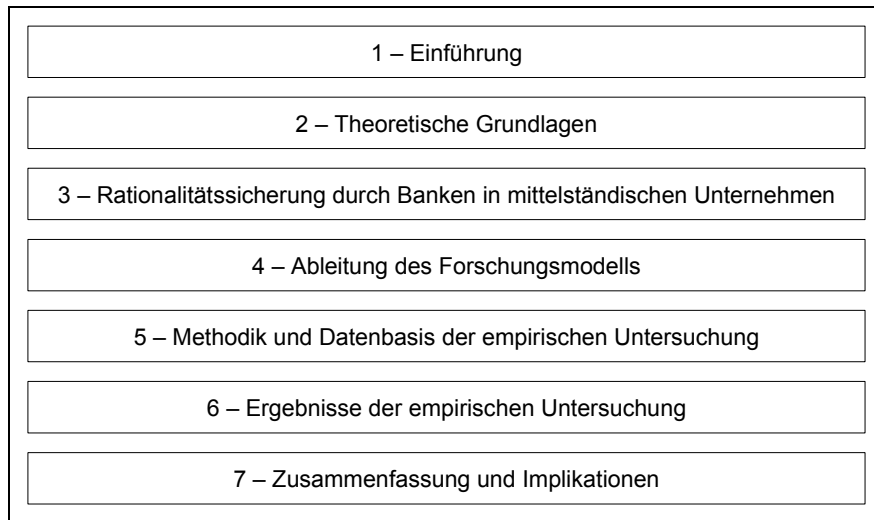 1 – Einführung
2 – Theoretische Grundlagen
3 – Rationalitätssicherung durch Banken in mittelständischen Unternehmen
4 – Ableitung des Forschungsmodells
5 – Methodik und Datenbasis der empirischen Untersuchung
6 – Ergebnisse der empirischen Untersuchung
7 – Zusammenfassung und Implikationen